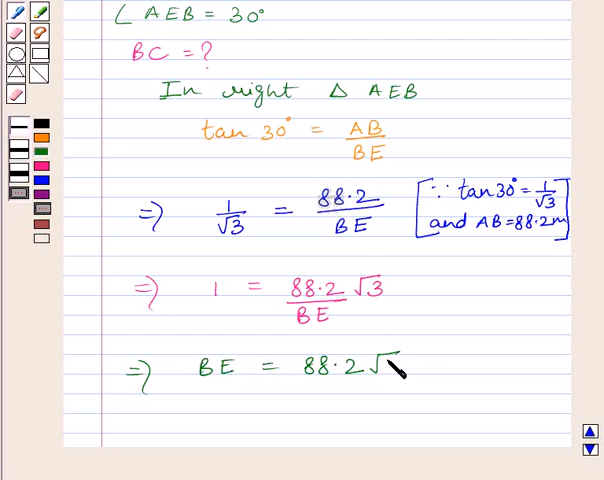 ∠ AEB = 30°
BC = ?
In right Δ AEB
tan 30° = AB/BE
⇒ 1/√3 = 88.2/BE [∵ tan 30° = 1/√3 and AB = 88.2m]
⇒ 1 = 88.2/BE √3
⇒ BE = 88.2 √